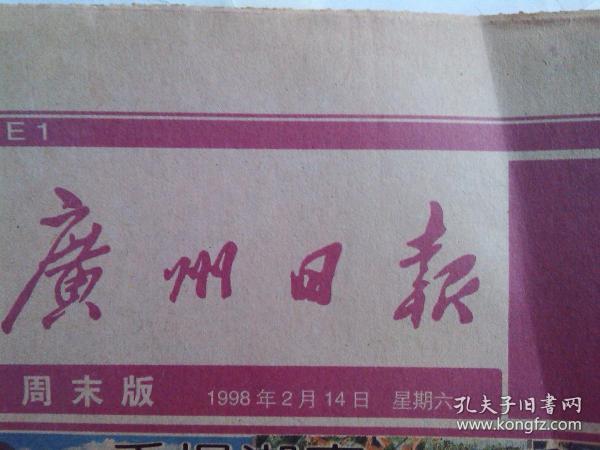 E1
廣州日報
周末版 1998年2月14日 星期六
孔夫子旧书网
www.kongfz.com